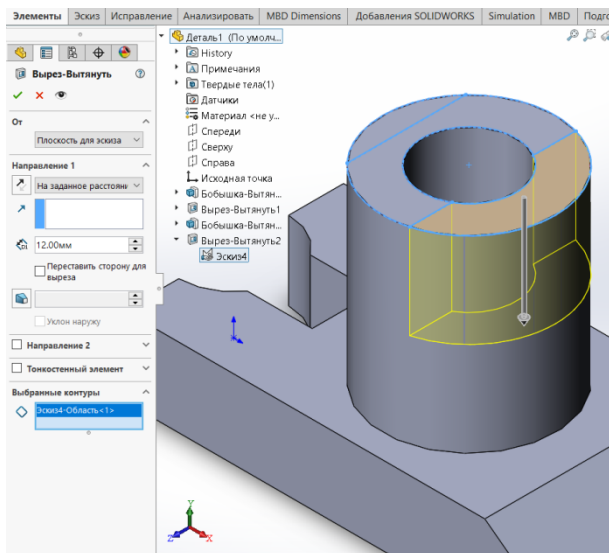 Элементы Эскиз Исправление Анализировать MBD Dimensions Добавления SOLIDWORKS Simulation MBD Подго
Вырез-Вытянуть
От
Плоскость для эскиза
Направление 1
На заданное расстояни
12.00мм
Переставить сторону для
выреза
Уклон наружу
Направление 2
Тонкостенный элемент
Выбранные контуры
Эскиз4-Область<1>
Деталь1 (По умолч...
History
Примечания
Твердые тела(1)
Датчики
Материал <не у...
Спереди
Сверху
Справа
Исходная точка
Бобышка-Вытян...
Вырез-Вытянуть1
Бобышка-Вытян...
Вырез-Вытянуть2
Эскиз4
Y
Z
X